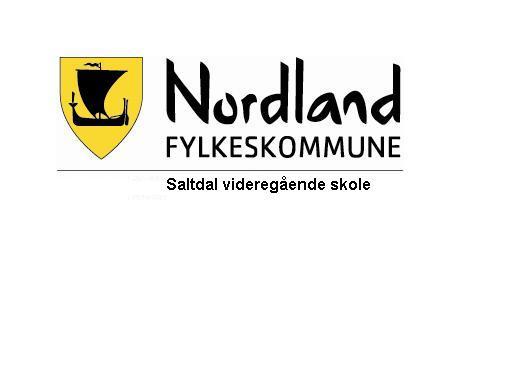 Nordland
FYLKESKOMMUNE
Saltdal videregående skole